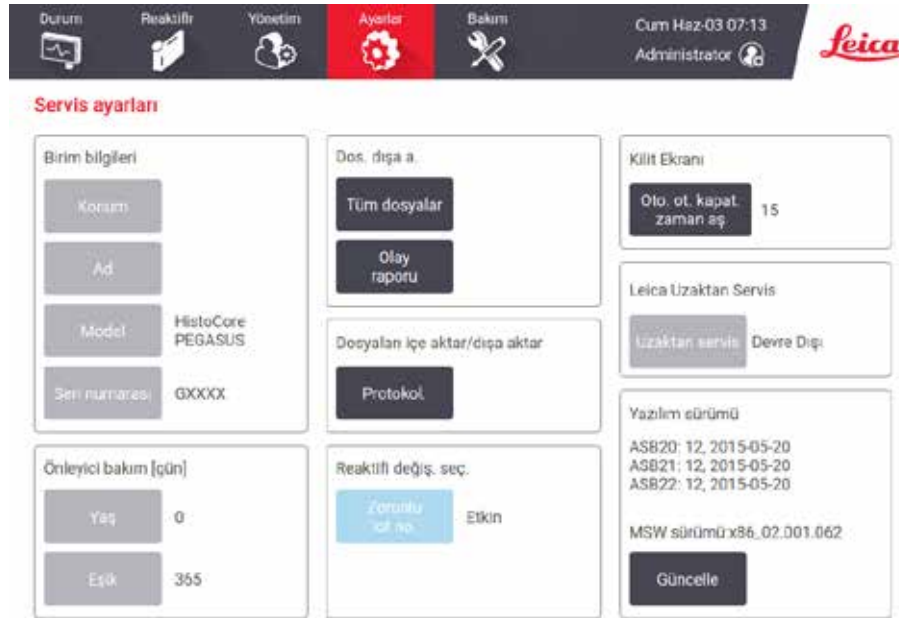 Durum
Reaktifir
Yönetim
Ayarlar
Bakım
Cum Haz-03 07:13
Administrator
Leica
Servis ayarları
Birim bilgileri
Konum
Ad
Model
HistoCore
PEGASUS
Seri numarası
GXXXX
Önleyici bakım [gün]
Yaş
0
Eşik
365
Dos. dışa a.
Tüm dosyalar
Olay
raporu
Dosyaları içe aktar/dışa aktar
Protokol
Reaktifi değiş. seç.
Zorunlu
lot no.
Etkin
Kilit Ekranı
Oto. ot. kapat.
zaman aş
15
Leica Uzaktan Servis
Uzaktan servis
Devre Dışı
Yazılım sürümü
ASB20: 12, 2015-05-20
ASB21: 12, 2015-05-20
ASB22: 12, 2015-05-20
MSW sürümü:x86_02.001.062
Güncelle